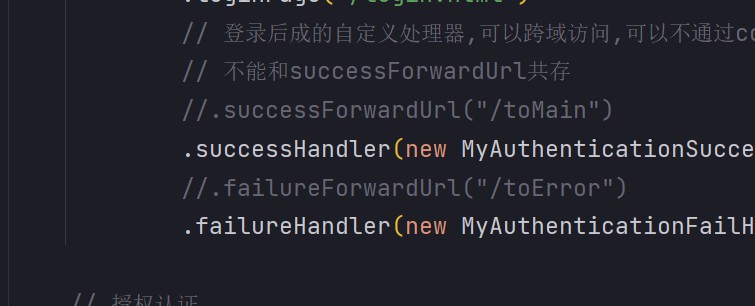 // 登录后成的自定义处理器,可以跨域访问,可以不通过co
// 不能和successForwardUrl共存
//.successForwardUrl("/toMain")
.successHandler(new MyAuthenticationSucce
//.failureForwardUrl("/toError")
.failureHandler(new MyAuthenticationFailH
// 授权认证